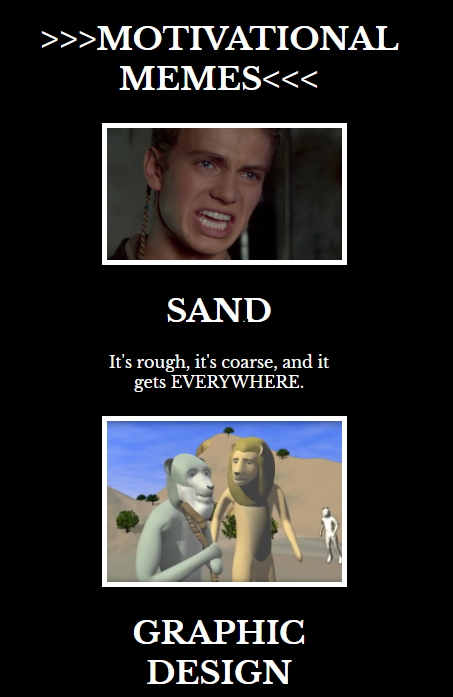 >>>MOTIVATIONAL
MEMES<<<
SAND
It's rough, it's coarse, and it
gets EVERYWHERE.
GRAPHIC
DESIGN